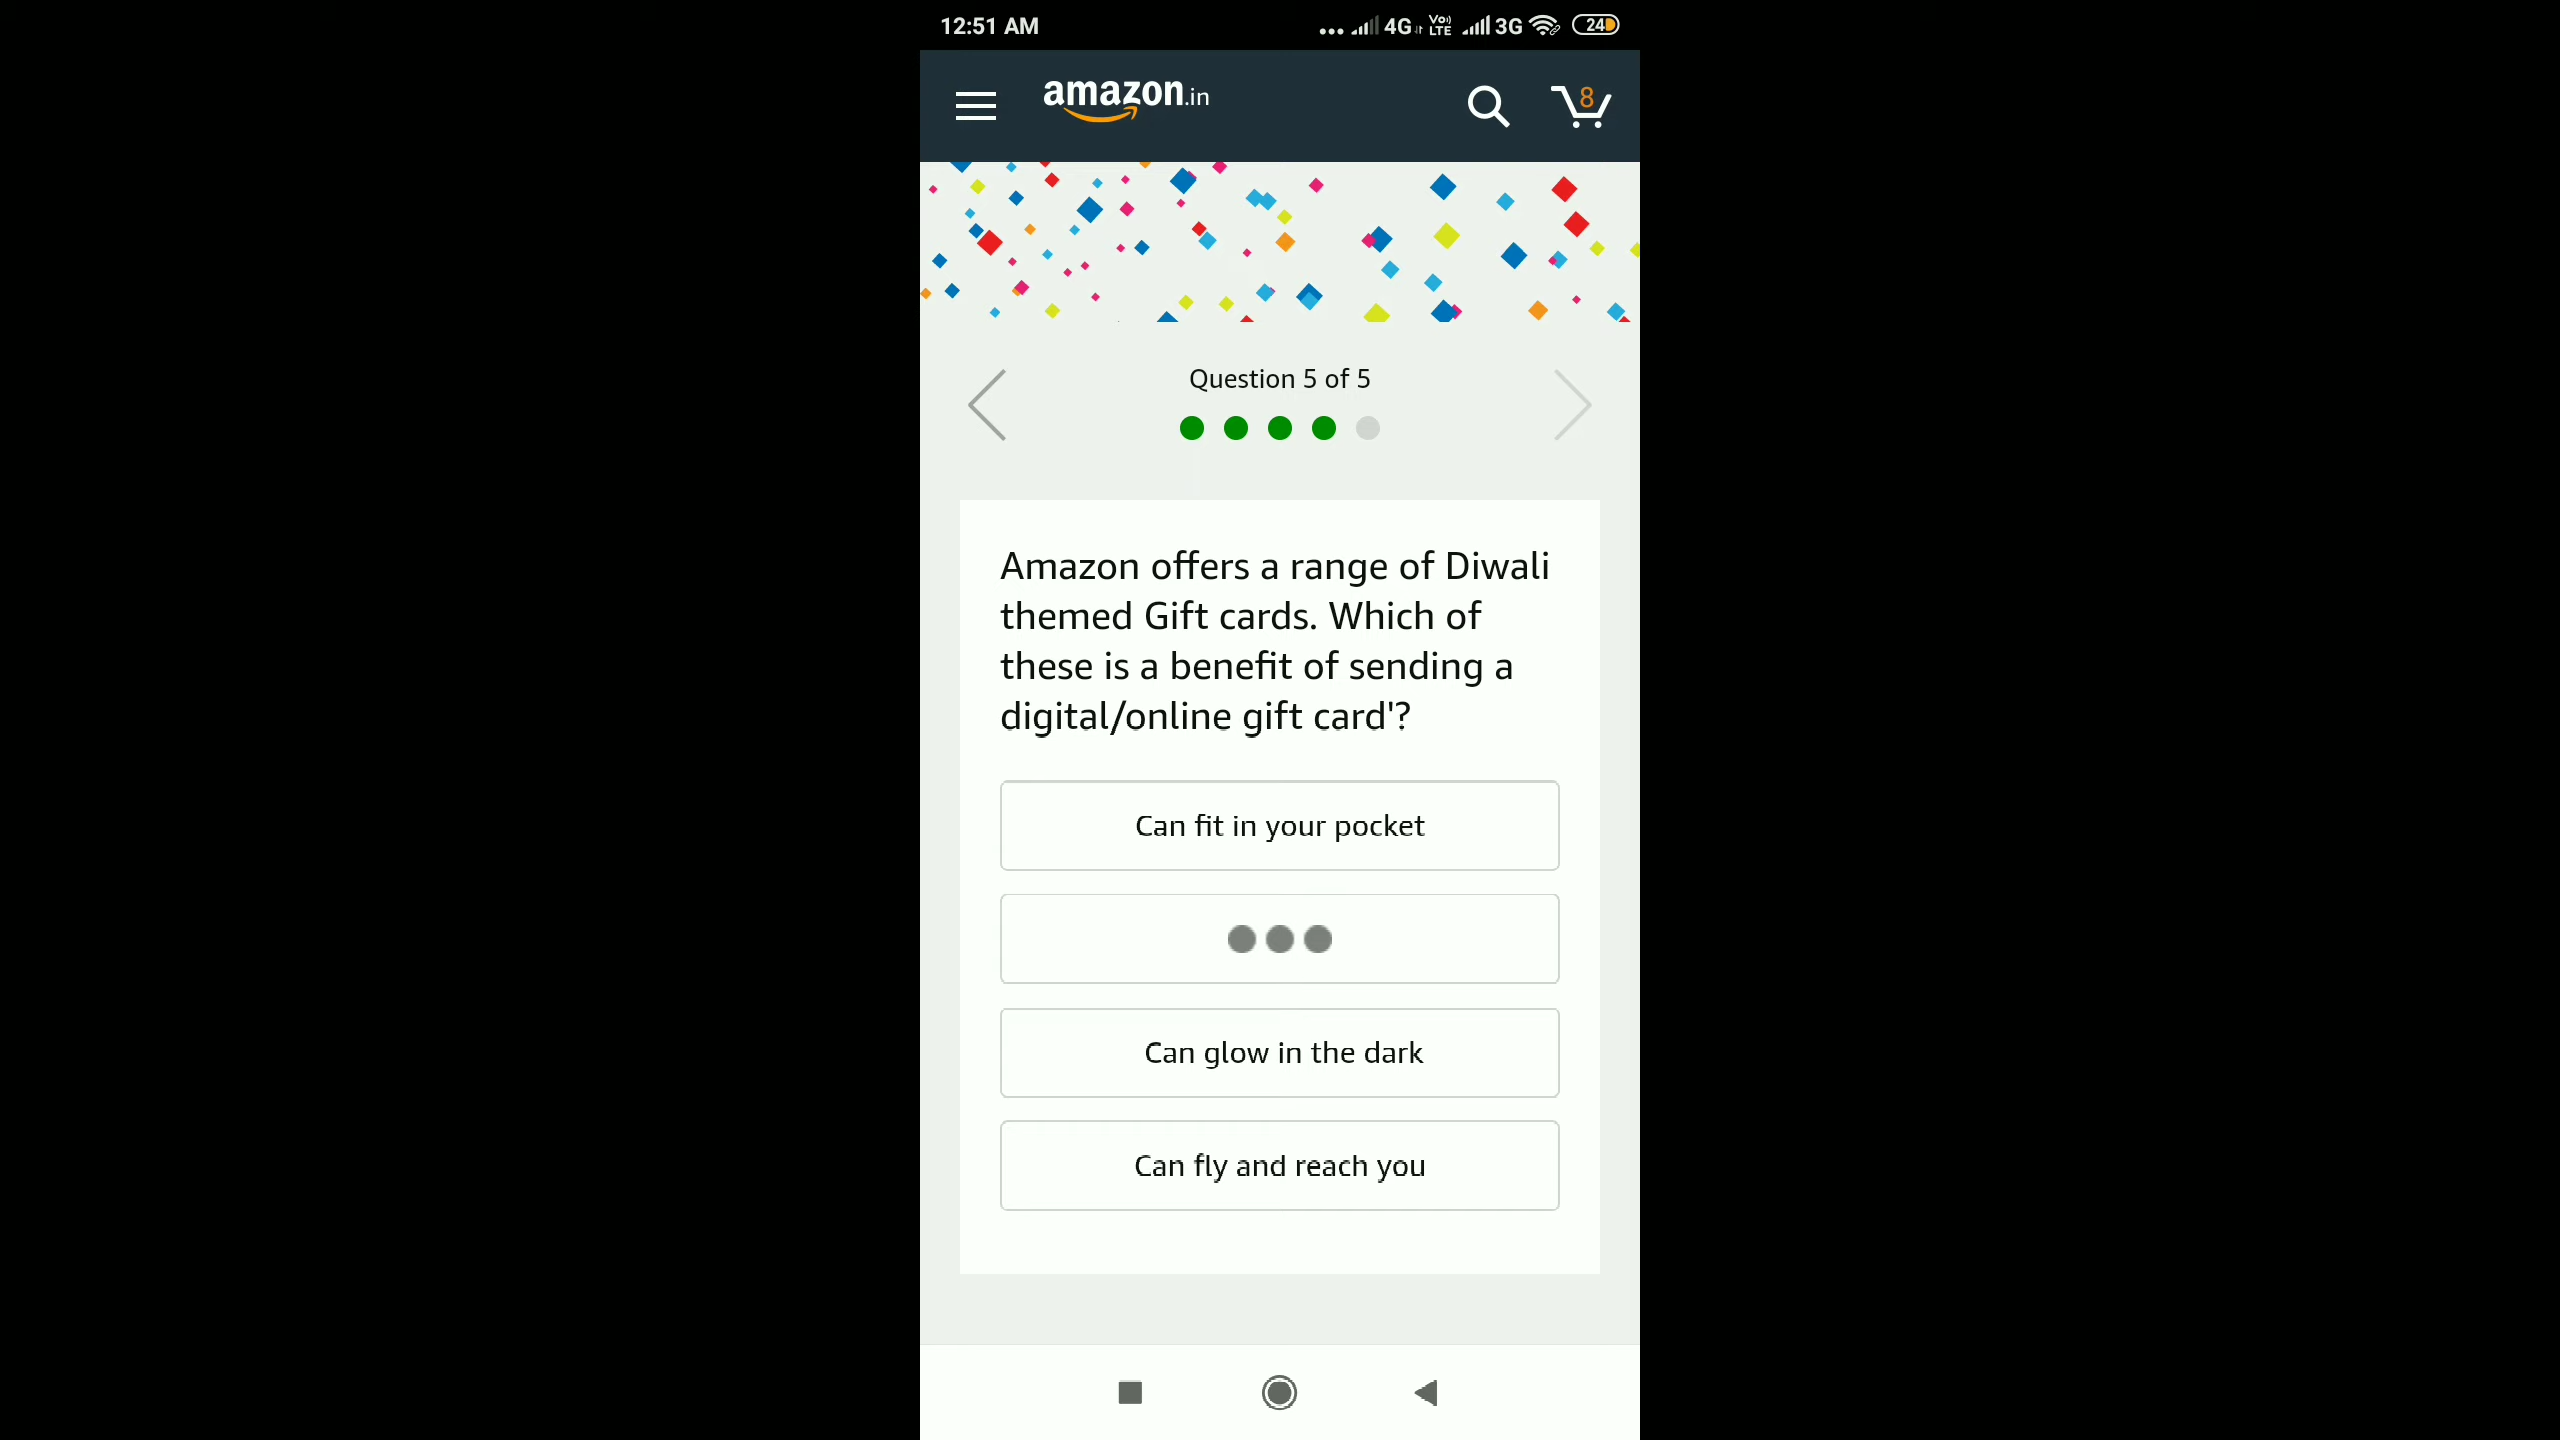 12:51 AM 4G Vo) LTE 3G 24
amazon.in 8
Question 5 of 5
Amazon offers a range of Diwali
themed Gift cards. Which of
these is a benefit of sending a
digital/online gift card'?
Can fit in your pocket
Can glow in the dark
Can fly and reach you